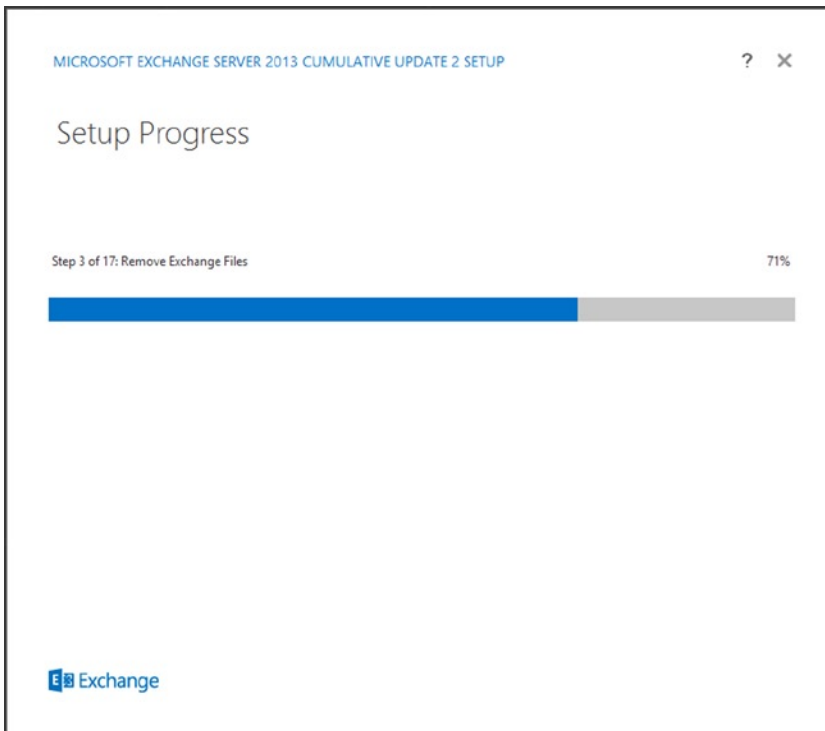 MICROSOFT EXCHANGE SERVER 2013 CUMULATIVE UPDATE 2 SETUP ? ✕
Setup Progress
Step 3 of 17: Remove Exchange Files 71%
Exchange